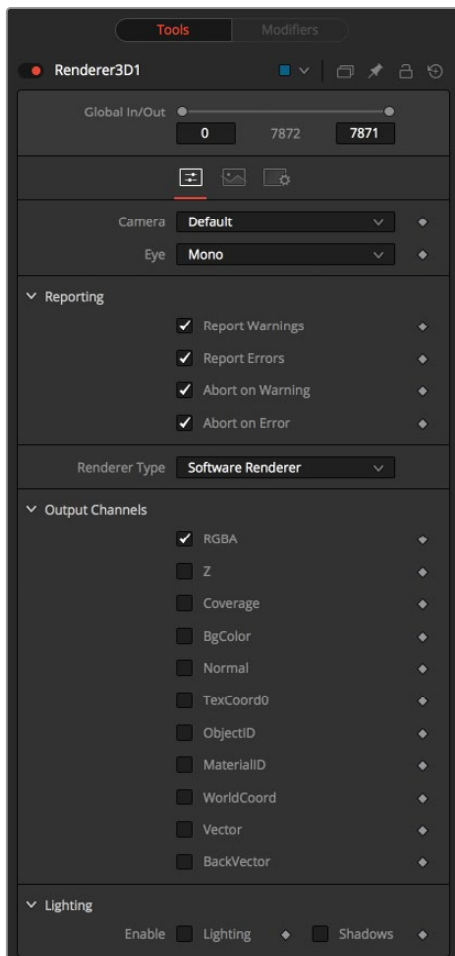 Tools Modifiers
Renderer3D1
Global In/Out
0 7872 7871
Camera Default
Eye Mono
Reporting
Report Warnings
Report Errors
Abort on Warning
Abort on Error
Renderer Type Software Renderer
Output Channels
RGBA
Z
Coverage
BgColor
Normal
TexCoord0
ObjectID
MaterialID
WorldCoord
Vector
BackVector
Lighting
Enable Lighting Shadows